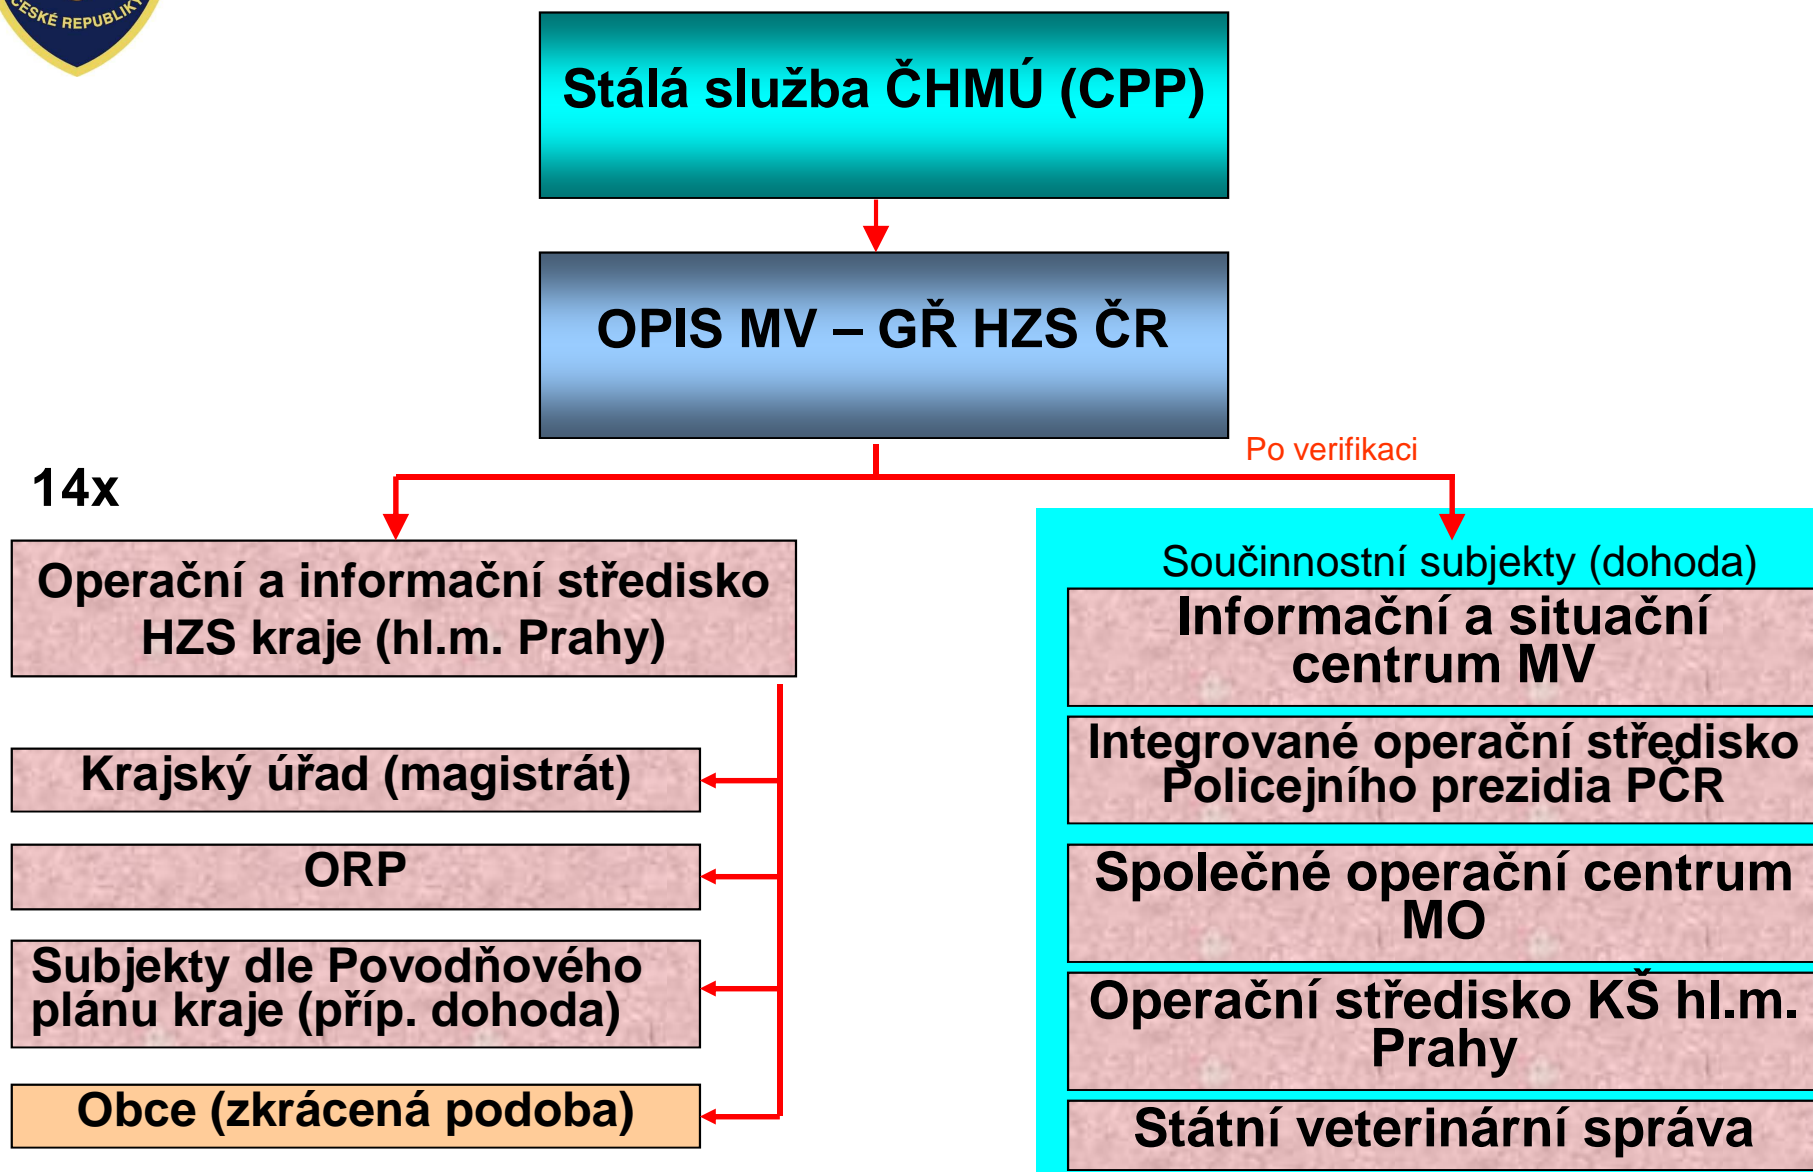 ČESKÉ REPUBLIKY
Stálá služba ČHMÚ (CPP)
OPIS MV – GŘ HZS ČR
Po verifikaci
14x
Operační a informační středisko
HZS kraje (hl.m. Prahy)
Krajský úřad (magistrát)
ORP
Subjekty dle Povodňového
plánu kraje (příp. dohoda)
Obce (zkrácená podoba)
Součinnostní subjekty (dohoda)
Informační a situační
centrum MV
Integrované operační středisko
Policejního prezidia PČR
Společné operační centrum
MO
Operační středisko KŠ hl.m.
Prahy
Státní veterinární správa